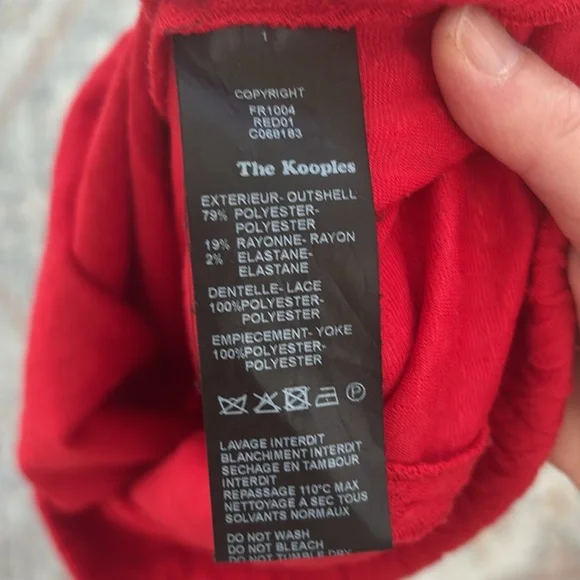 1
COPYRIGHT
FR1004
RED01
C068183
The Kooples
EXTERIEUR- OUTSHELL
79% POLYESTER-
POLYESTER
19% RAYONNE- RAYON
2% ELASTANE-
ELASTANE
DENTELLE- LACE
100%POLYESTER-
POLYESTER
EMPIECEMENT- YOKE
100%POLYESTER-
POLYESTER
P
LAVAGE INTERDIT
BLANCHIMENT INTERDIT
SECHAGE EN TAMBOUR
INTERDIT
REPASSAGE 110°C MAX
NETTOYAGE A SEC TOUS
SOLVANTS NORMAUX
DO NOT WASH
DO NOT BLEACH
DO NOT TUMBLE DRY